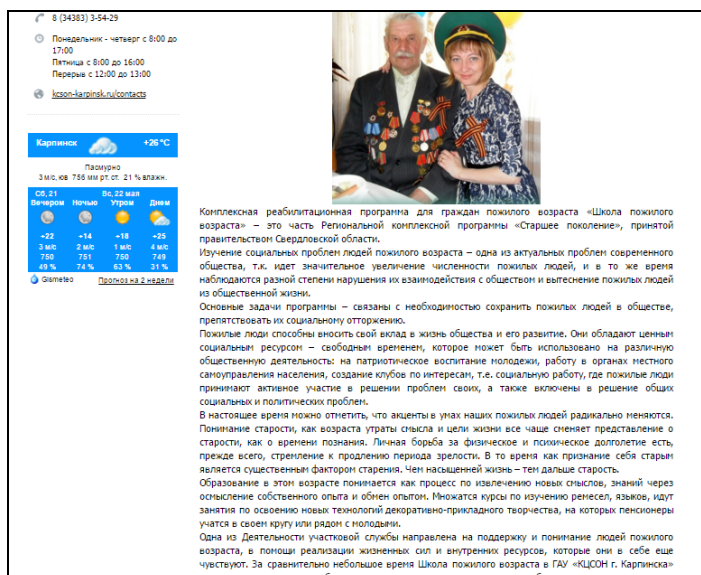 8 (34383) 3-54-29
Понедельник - четверг с 8:00 до
17:00
Пятница с 8:00 до 16:00
Перерыв с 12:00 до 13:00
kcson-karpinsk.ru/contacts
Карпинск +26 °C
Пасмурно
3 м/с, юв 756 мм рт. ст. 21 % влажн.
Сб, 21 Вс, 22 мая
Вечером Ночью Утром Днем
+22 +14 +18 +25
3 м/с 2 м/с 1 м/с 4 м/с
750 751 750 749
49 % 74 % 63 % 31 %
Gismeteo Прогноз на 2 недели
Комплексная реабилитационная программа для граждан пожилого возраста «Школа пожилого
возраста» – это часть Региональной комплексной программы «Старшее поколение», принятой
правительством Свердловской области.
Изучение социальных проблем людей пожилого возраста – одна из актуальных проблем современного
общества, т.к. идет значительное увеличение численности пожилых людей, и в то же время
наблюдаются разной степени нарушения их взаимодействия с обществом и вытеснение пожилых людей
из общественной жизни.
Основные задачи программы – связаны с необходимостью сохранить пожилых людей в обществе,
препятствовать их социальному отторжению.
Пожилые люди способны вносить свой вклад в жизнь общества и его развитие. Они обладают ценным
социальным ресурсом – свободным временем, которое может быть использовано на различную
общественную деятельность: на патриотическое воспитание молодежи, работу в органах местного
самоуправления населения, создание клубов по интересам, т.е. социальную работу, где пожилые люди
принимают активное участие в решении проблем своих, а также включены в решение общих
социальных и политических проблем.
В настоящее время можно отметить, что акценты в умах наших пожилых людей радикально меняются.
Понимание старости, как возраста утраты смысла и цели жизни все чаще сменяет представление о
старости, как о времени познания. Личная борьба за физическое и психическое долголетие есть,
прежде всего, стремление к продлению периода зрелости. В то время как признание себя старым
является существенным фактором старения. Чем насыщенней жизнь – тем дальше старость.
Образование в этом возрасте понимается как процесс по извлечению новых смыслов, знаний через
осмысление собственного опыта и обмен опытом. Множатся курсы по изучению ремесел, языков, идут
занятия по освоению новых технологий декоративно-прикладного творчества, на которых пенсионеры
учатся в своем кругу или рядом с молодыми.
Одна из Деятельности участковой службы направлена на поддержку и понимание людей пожилого
возраста, в помощи реализации жизненных сил и внутренних ресурсов, которые они в себе еще
чувствуют. За сравнительно небольшое время Школа пожилого возраста в ГАУ «КЦСОН г. Карпинска»